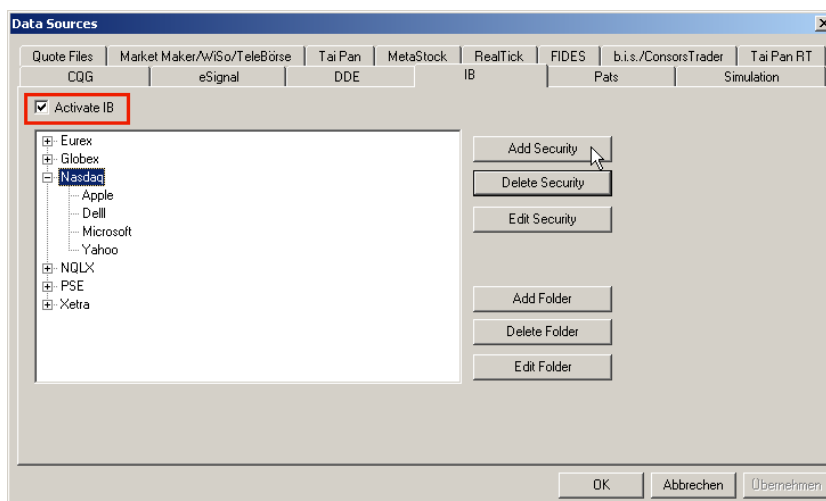 Data Sources
Quote Files Market Maker/WiSo/TeleBörse Tai Pan MetaStock RealTick FIDES b.i.s./ConsorsTrader Tai Pan RT
CQG eSignal DDE IB Pats Simulation
Activate IB
Eurex
Globex
Nasdaq
Apple
Delll
Microsoft
Yahoo
NQLX
PSE
Xetra
Add Security
Delete Security
Edit Security
Add Folder
Delete Folder
Edit Folder
OK Abbrechen Übernehmen